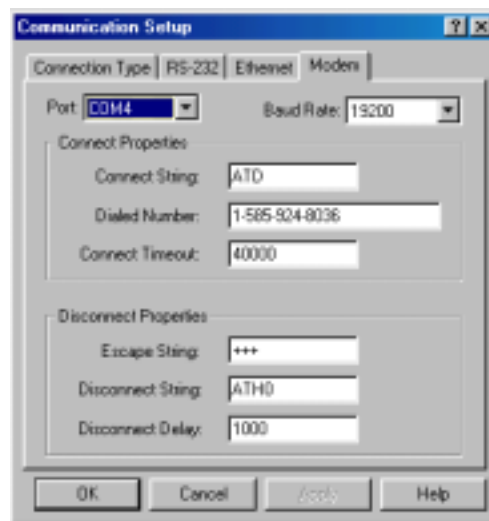 Communication Setup
Connection Type RS-232 Ethernet Modem
Port: COM4 Baud Rate: 19200
Connect Properties
Connect String: ATD
Dialed Number: 1-585-924-8036
Connect Timeout: 40000
Disconnect Properties
Escape String: +++
Disconnect String: ATH0
Disconnect Delay: 1000
OK Cancel Apply Help